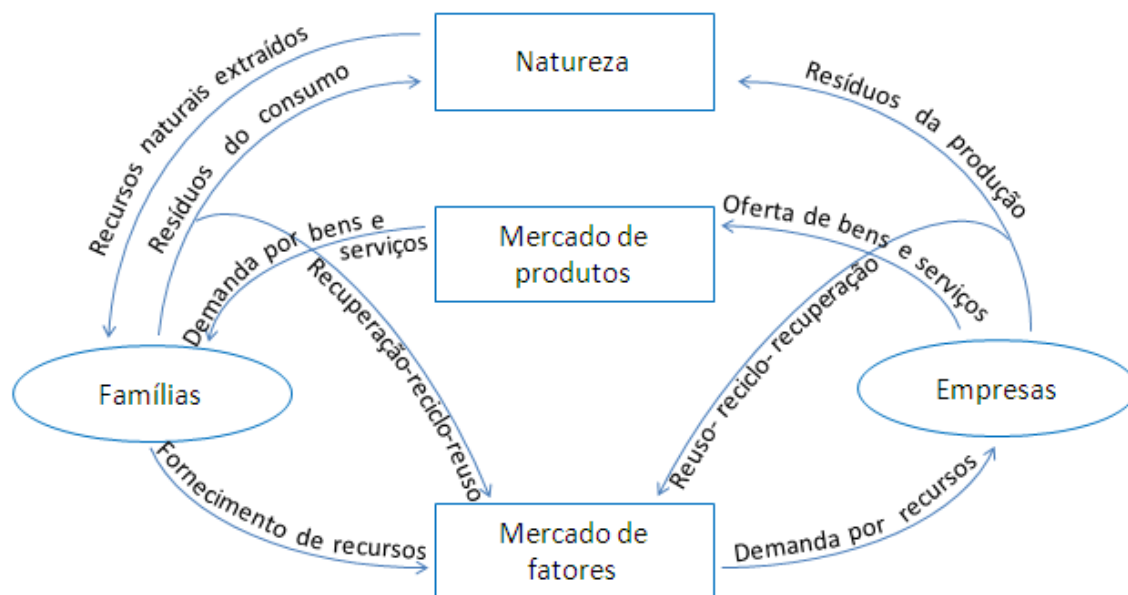 Natureza
Recursos naturais extraídos
Resíduos do consumo
Resíduos da produção
Mercado de
produtos
Demanda por bens e
serviços
Oferta de bens e serviços
Recuperação-reciclo-reuso
Reuso- reciclo- recuperação
Famílias
Empresas
Fornecimento de recursos
Mercado de
fatores
Demanda por recursos